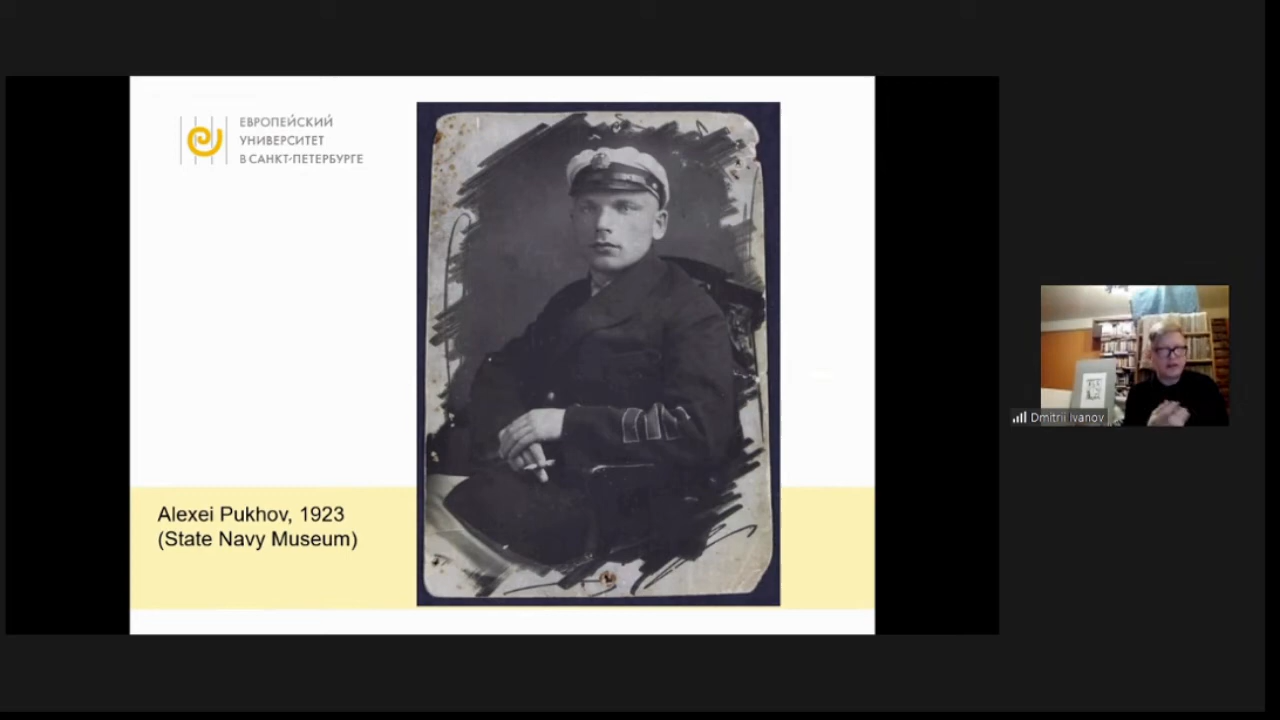 ЕВРОПЕЙСКИЙ
УНИВЕРСИТЕТ
В САНКТ-ПЕТЕРБУРГЕ
Alexei Pukhov, 1923
(State Navy Museum)
Dmitrii Ivanov